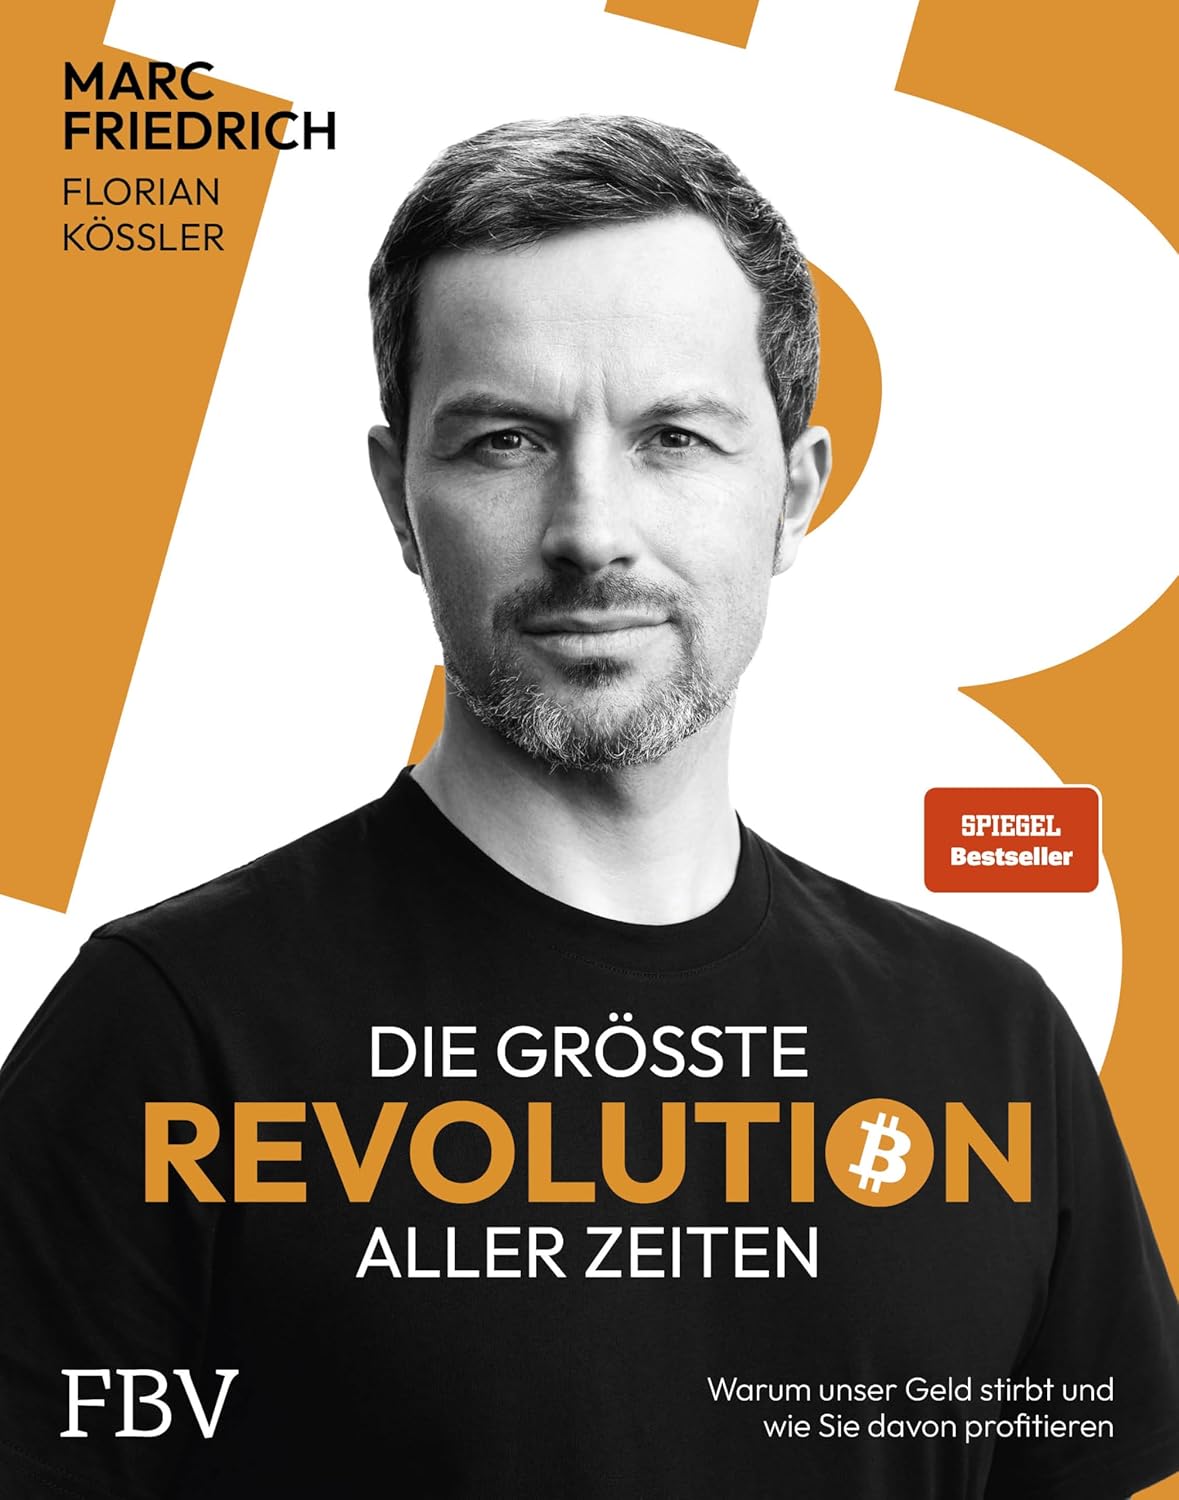 MARC
FRIEDRICH
FLORIAN
KÖSSLER
SPIEGEL
Bestseller
DIE GRÖSSTE
REVOLUTI₿N
ALLER ZEITEN
FBV
Warum unser Geld stirbt und
wie Sie davon profitieren